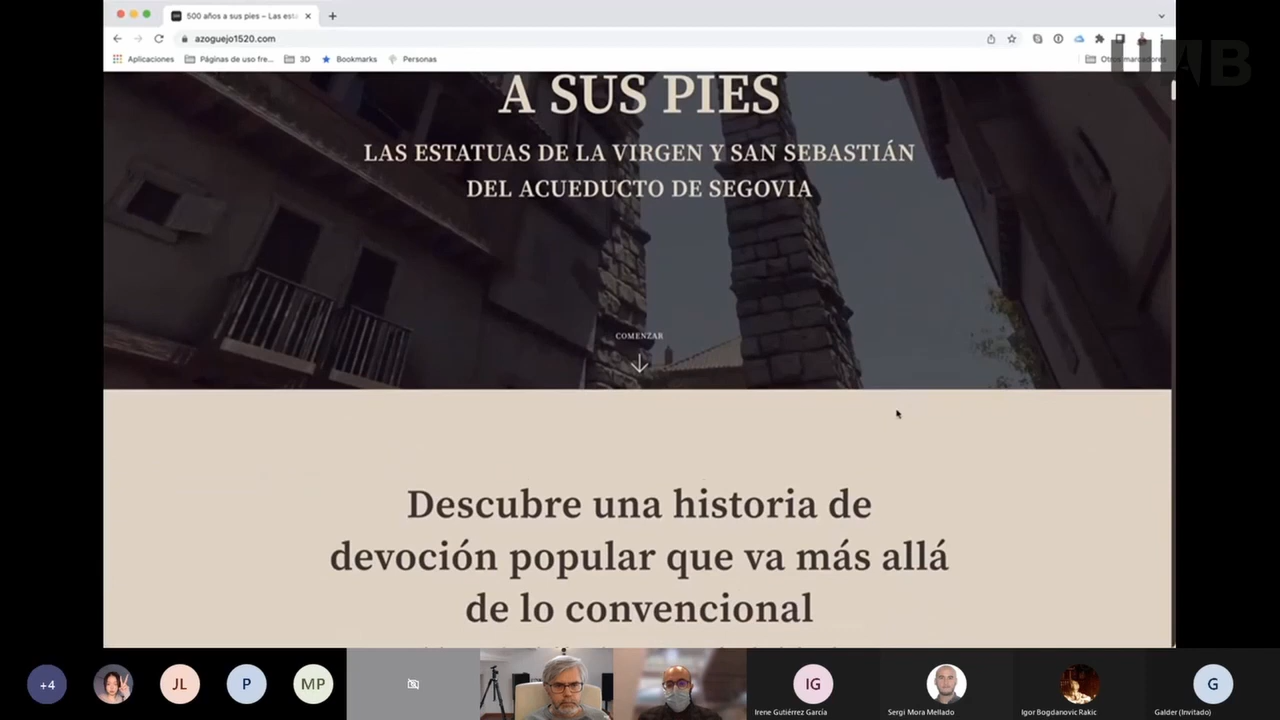 500 años a sus pies – Las esta
azoguejo1520.com
Aplicaciones
Páginas de uso fre...
3D
Bookmarks
Personas
Otros marcadores
UAB
A SUS PIES
LAS ESTATUAS DE LA VIRGEN Y SAN SEBASTIÁN
DEL ACUEDUCTO DE SEGOVIA
COMENZAR
Descubre una historia de
devoción popular que va más allá
de lo convencional
+4
JL
P
MP
IG
G
Irene Gutiérrez García
Sergi Mora Mellado
Igor Bogdanovic Rakic
Galder (Invitado)